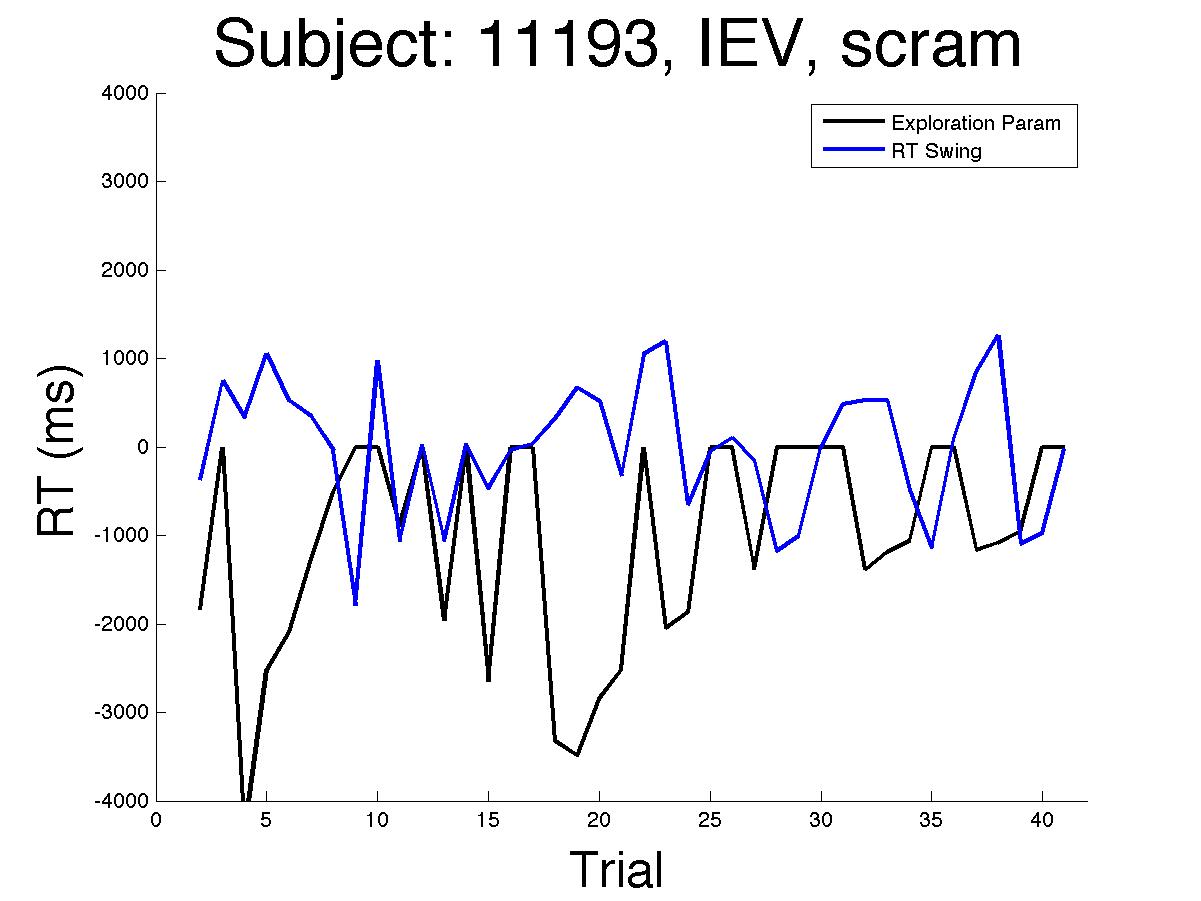 Subject: 11193, IEV, scram
Exploration Param
RT Swing
RT (ms)
4000
3000
2000
1000
0
-1000
-2000
-3000
-4000
0 5 10 15 20 25 30 35 40
Trial